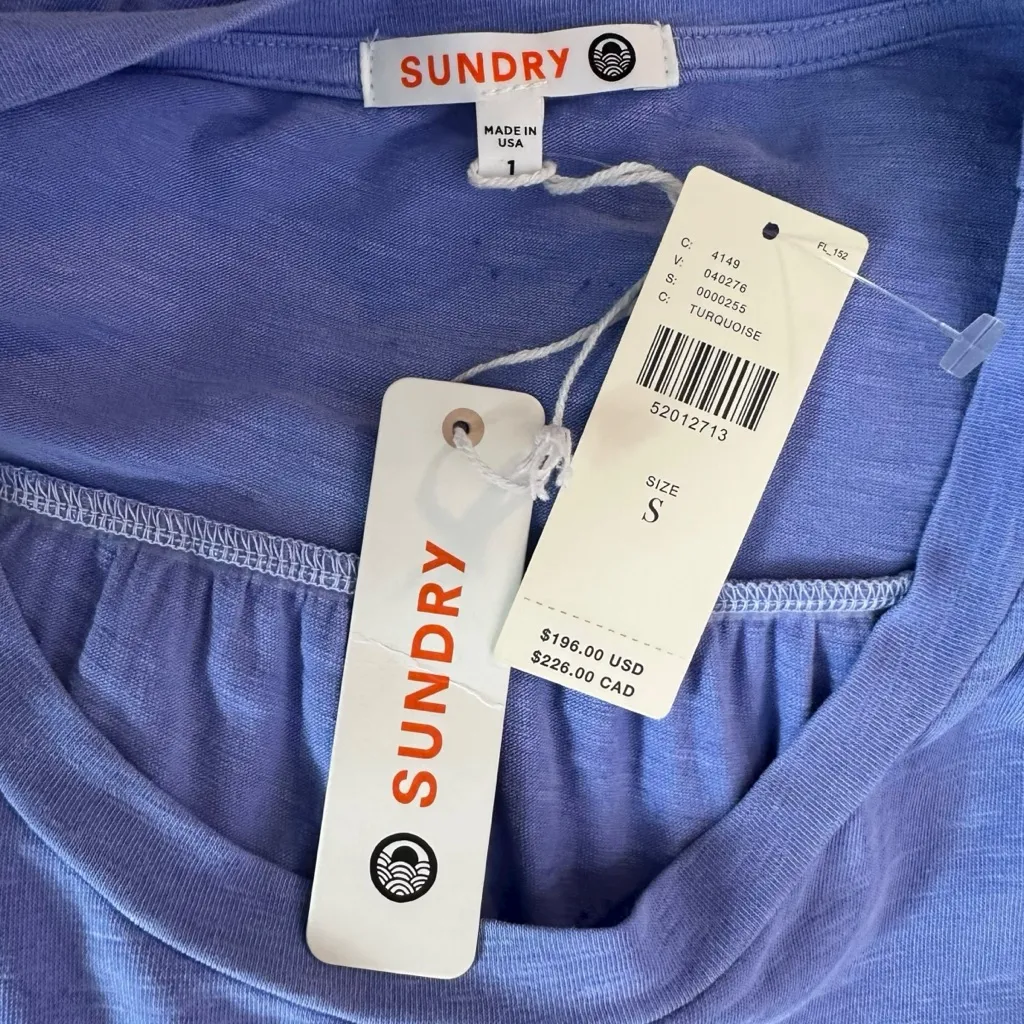 SUNDRY
MADE IN
USA
1
FL_152
C: 4149
V: 040276
S: 0000255
C: TURQUOISE
52012713
SIZE
S
$196.00 USD
$226.00 CAD
SUNDRY